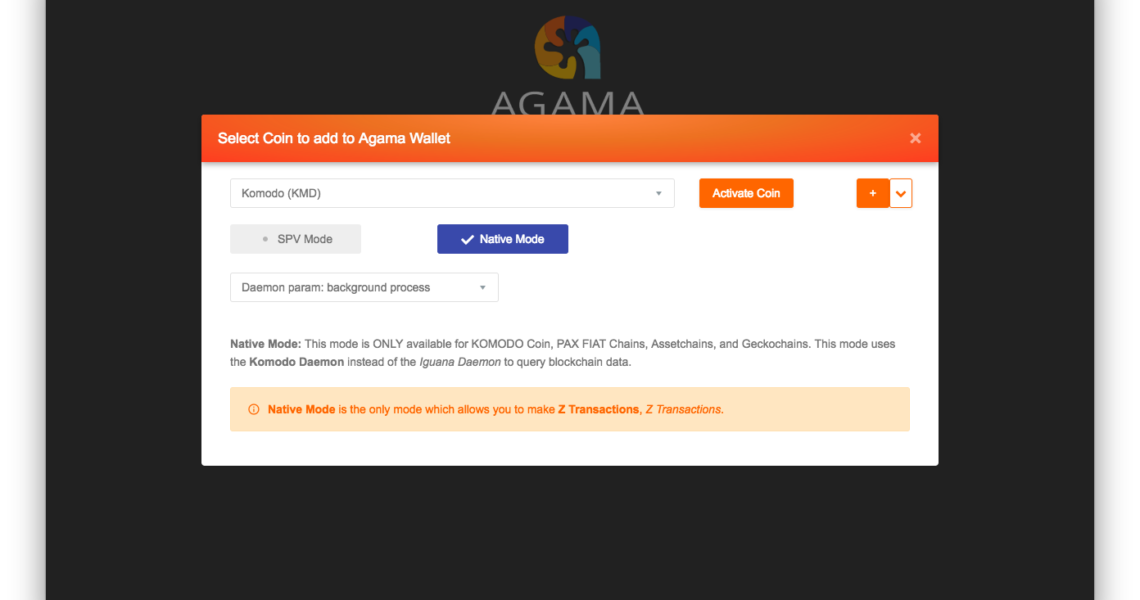 AGAMA
Select Coin to add to Agama Wallet
Komodo (KMD)
Activate Coin
+
SPV Mode
Native Mode
Daemon param: background process
Native Mode: This mode is ONLY available for KOMODO Coin, PAX FIAT Chains, Assetchains, and Geckochains. This mode uses
the Komodo Daemon instead of the Iguana Daemon to query blockchain data.
Native Mode is the only mode which allows you to make Z Transactions, Z Transactions.